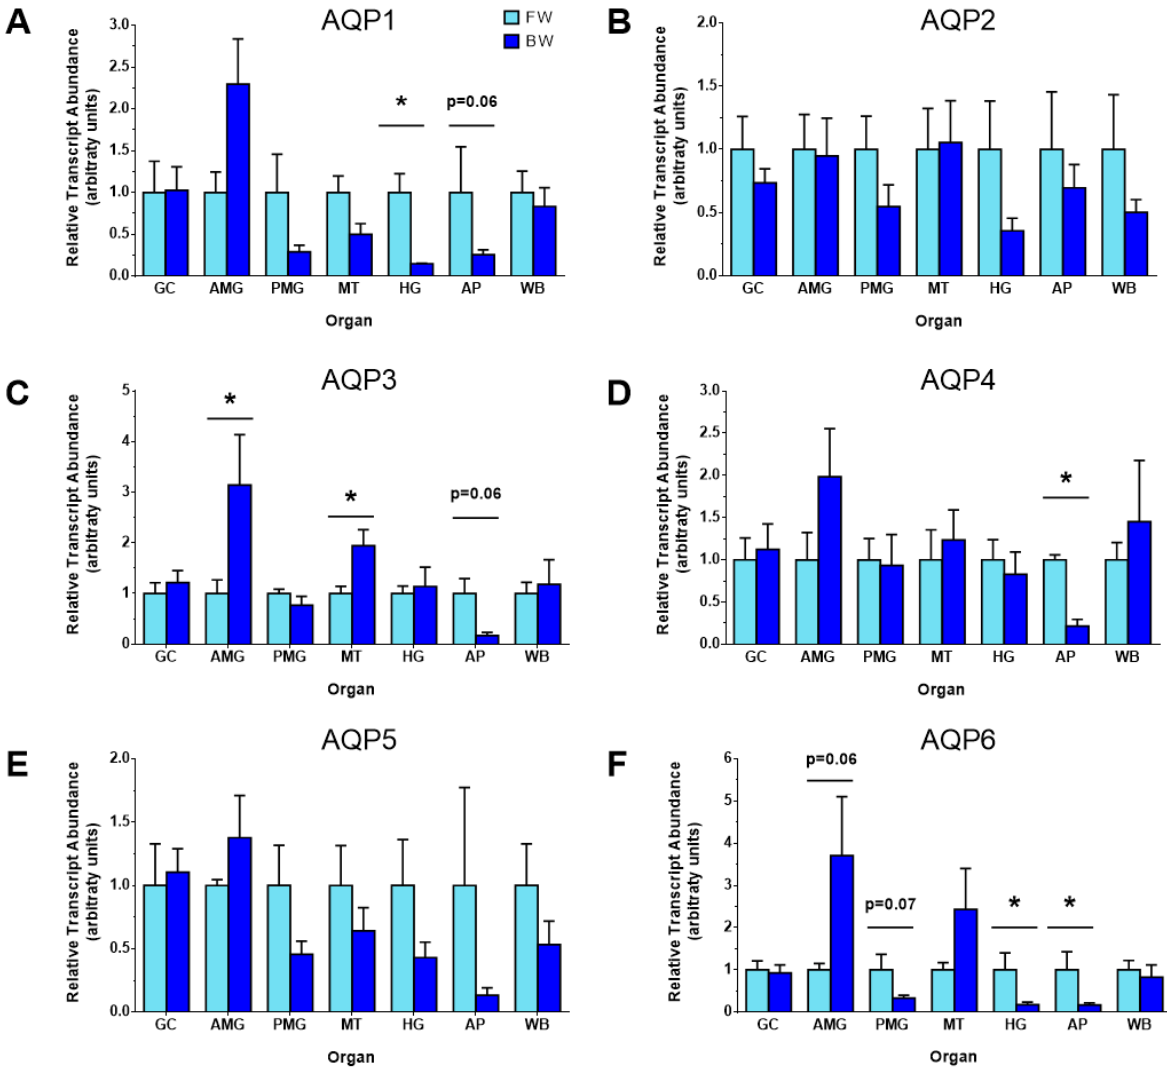 A
AQP1
FW
BW
Relative Transcript Abundance
(arbitraty units)
3.0
2.5
2.0
1.5
1.0
0.5
0.0
*
p=0.06
GC AMG PMG MT HG AP WB
Organ
B
AQP2
Relative Transcript Abundance
(arbitraty units)
2.0
1.5
1.0
0.5
0.0
GC AMG PMG MT HG AP WB
Organ
C
AQP3
Relative Transcript Abundance
(arbitraty units)
5
4
3
2
1
0
*
*
p=0.06
GC AMG PMG MT HG AP WB
Organ
D
AQP4
Relative Transcript Abundance
(arbitraty units)
3.0
2.5
2.0
1.5
1.0
0.5
0.0
*
GC AMG PMG MT HG AP WB
Organ
E
AQP5
Relative Transcript Abundance
(arbitraty units)
2.0
1.5
1.0
0.5
0.0
GC AMG PMG MT HG AP WB
Organ
F
AQP6
Relative Transcript Abundance
(arbitraty units)
6
5
4
3
2
1
0
p=0.06
p=0.07
*
*
GC AMG PMG MT HG AP WB
Organ